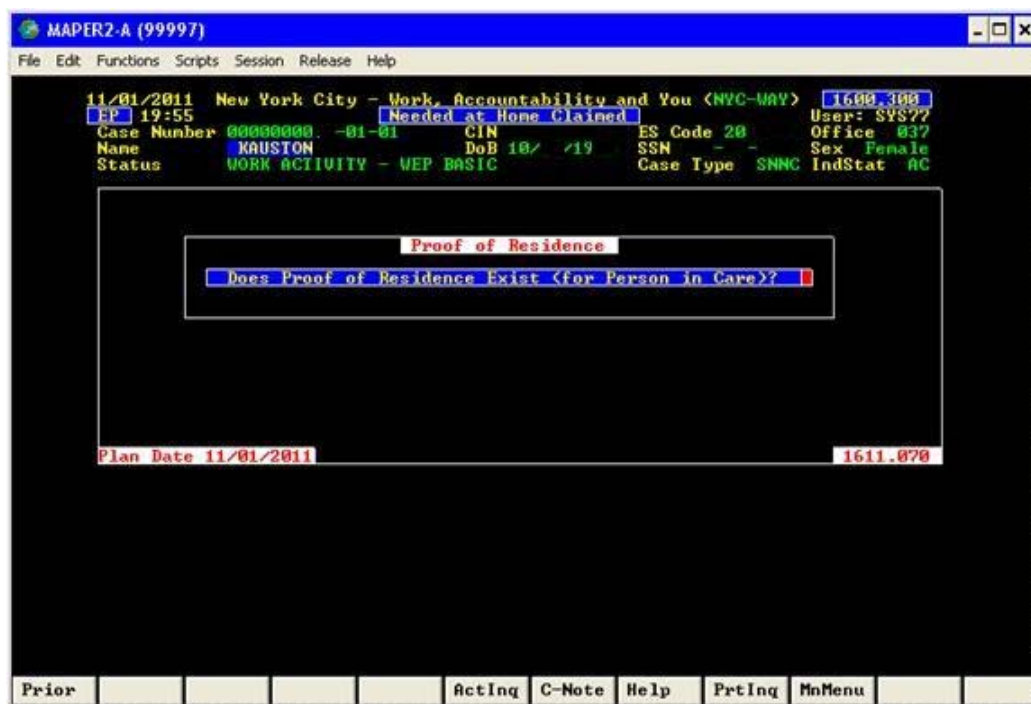 MAPER2-A (99997)
File Edit Functions Scripts Session Release Help
11/01/2011 New York City - Work, Accountability and You (NYC-WAY) 1600.300
EP 19:55 Needed at Home Claimed User: SYS77
Case Number 00000000. -01-01 CIN ES Code 20 Office 037
Name KAUSTON DoB 10/ /19 SSN - - Sex Female
Status WORK ACTIVITY - WEP BASIC Case Type SNNC IndStat AC
Proof of Residence
Does Proof of Residence Exist (for Person in Care)?
Plan Date 11/01/2011 1611.070
Prior ActInq C-Note Help PrtInq MnMenu